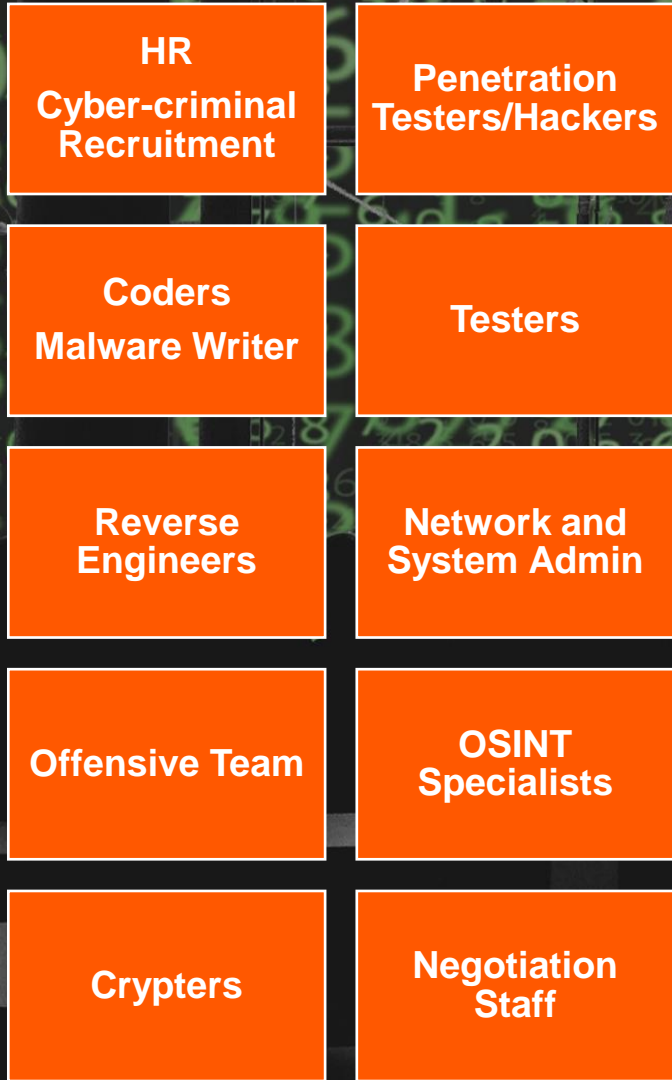 HR
Cyber-criminal
Recruitment
Penetration
Testers/Hackers
Coders
Malware Writer
Testers
Reverse
Engineers
Network and
System Admin
Offensive Team
OSINT
Specialists
Crypters
Negotiation
Staff